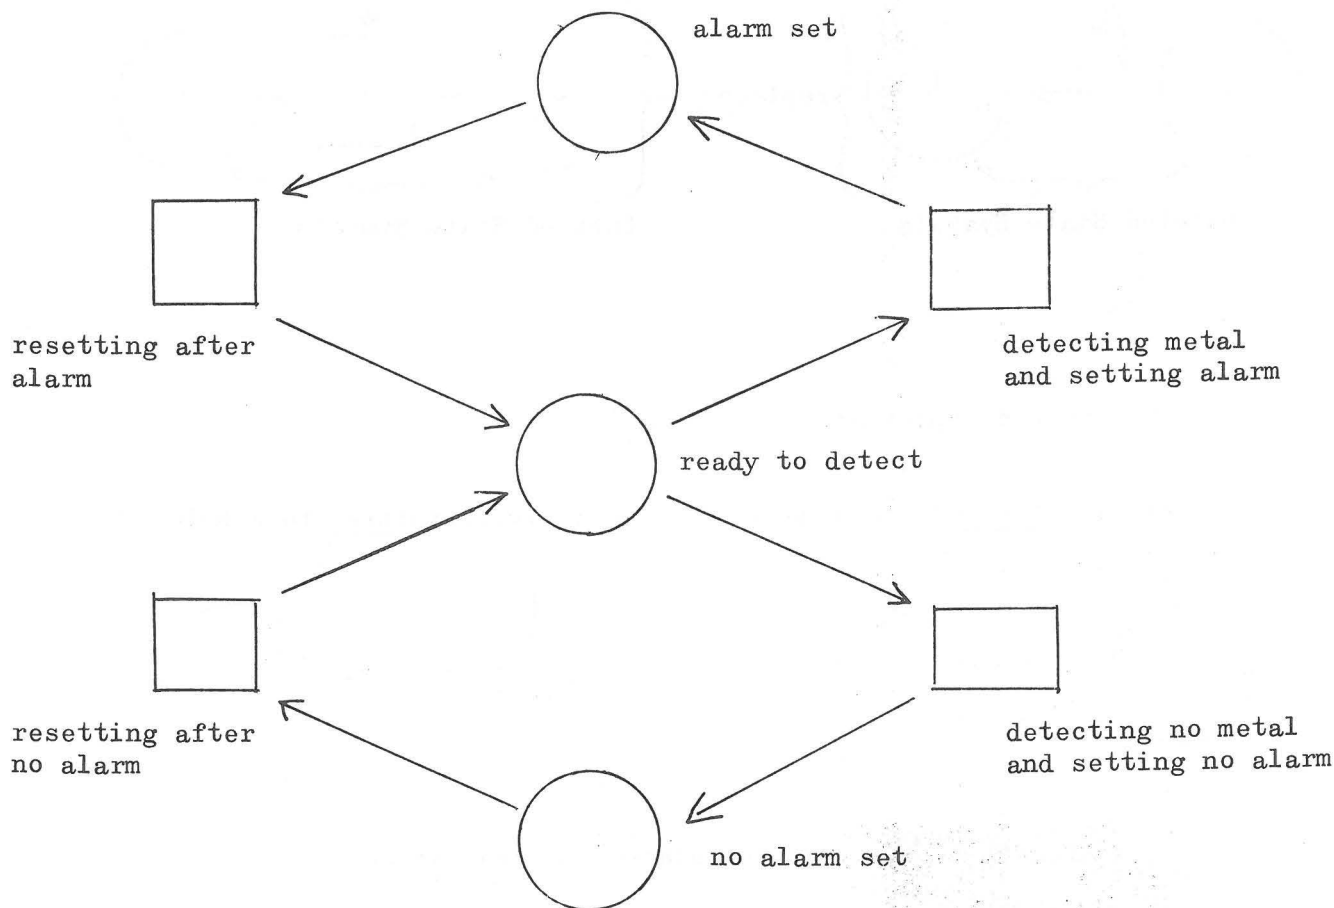 alarm set
resetting after
alarm
detecting metal
and setting alarm
ready to detect
resetting after
no alarm
detecting no metal
and setting no alarm
no alarm set